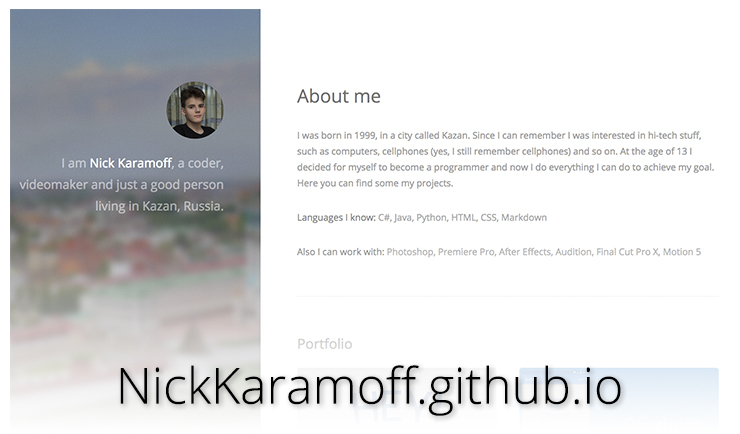 I am Nick Karamoff, a coder,
videomaker and just a good person
living in Kazan, Russia.
About me
I was born in 1999, in a city called Kazan. Since I can remember I was interested in hi-tech stuff,
such as computers, cellphones (yes, I still remember cellphones) and so on. At the age of 13 I
decided for myself to become a programmer and now I do everything I can do to achieve my goal.
Here you can find some my projects.
Languages I know: C#, Java, Python, HTML, CSS, Markdown
Also I can work with: Photoshop, Premiere Pro, After Effects, Audition, Final Cut Pro X, Motion 5
Portfolio
NickKaramoff.github.io